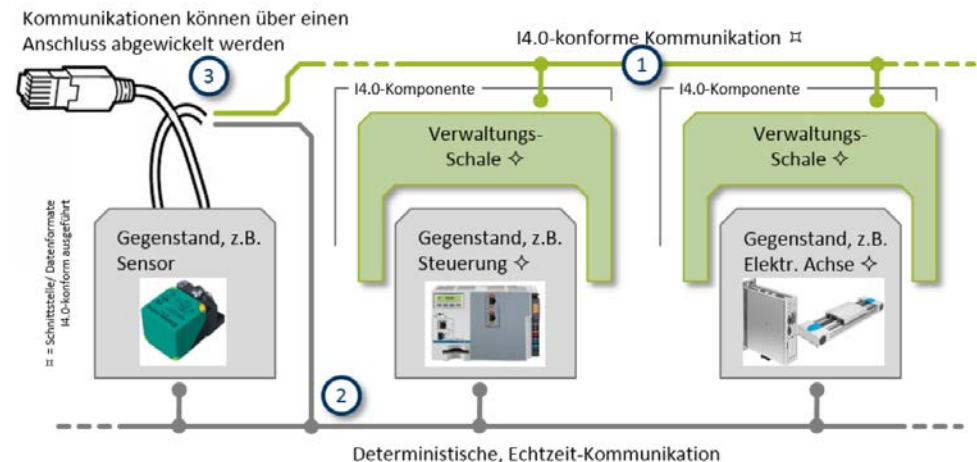 Kommunikationen können über einen
Anschluss abgewickelt werden
3
I4.0-konforme Kommunikation ¤
1
I4.0-Komponente
I4.0-Komponente
Verwaltungs-
Schale ✧
Verwaltungs-
Schale ✧
¤ = Schnittstelle/ Datenformate
I4.0-konform ausgeführt
Gegenstand, z.B.
Sensor
Gegenstand, z.B.
Steuerung ✧
Gegenstand, z.B.
Elektr. Achse ✧
2
Deterministische, Echtzeit-Kommunikation